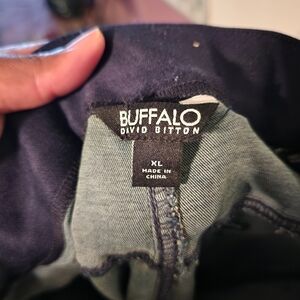 BUFFALO
DAVID BITTON
XL
MADE IN
CHINA